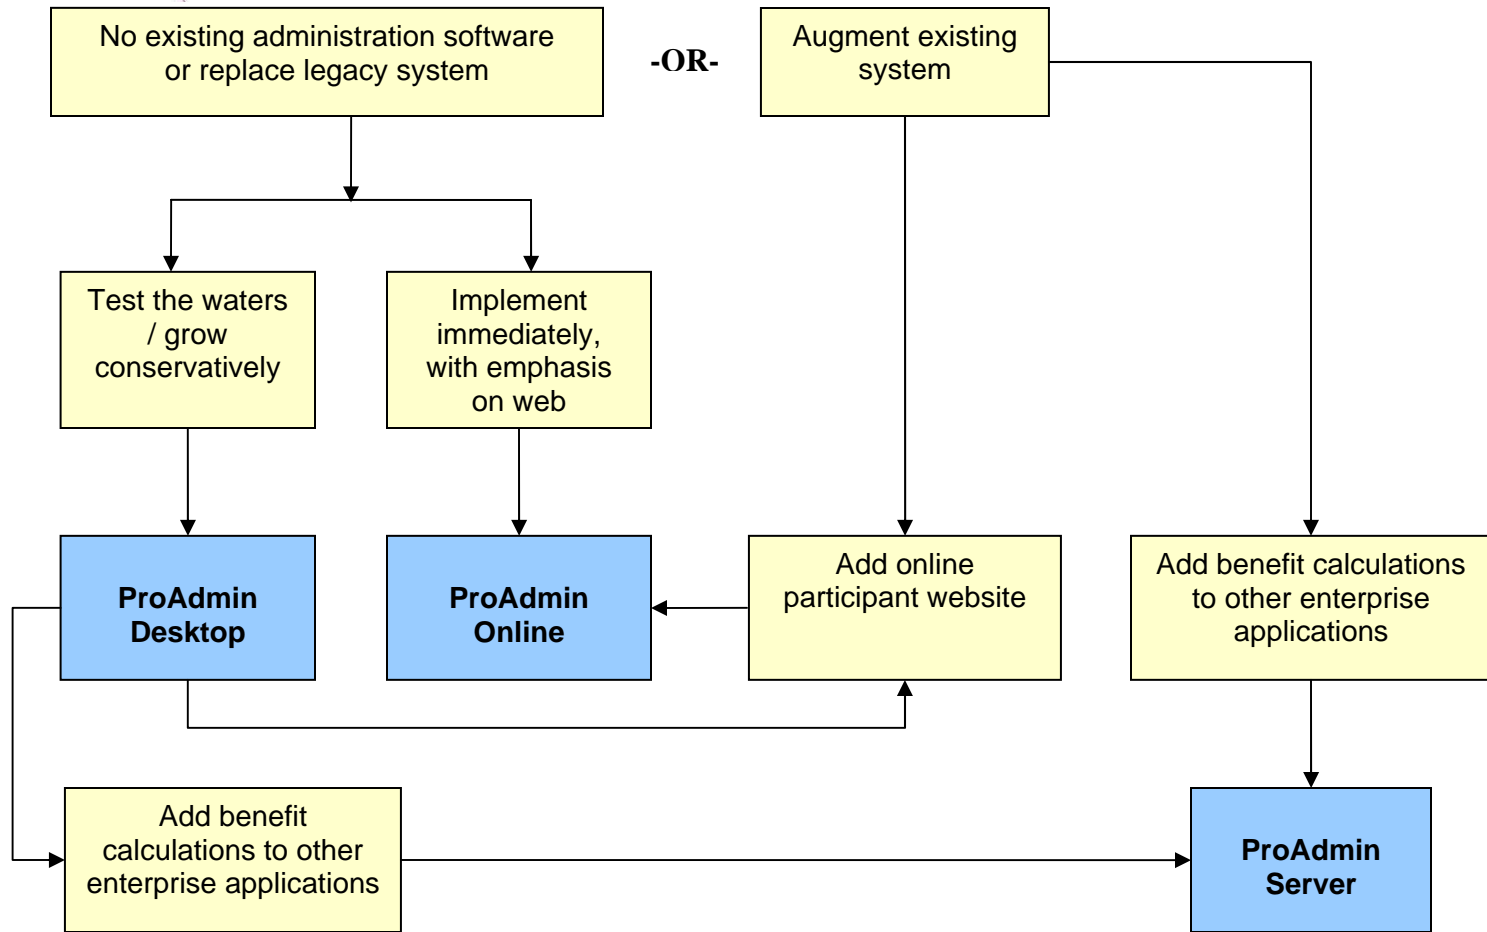 No existing administration software
or replace legacy system
-OR-
Augment existing
system
Test the waters
/ grow
conservatively
Implement
immediately,
with emphasis
on web
ProAdmin
Desktop
ProAdmin
Online
Add online
participant website
Add benefit calculations
to other enterprise
applications
Add benefit
calculations to other
enterprise applications
ProAdmin
Server